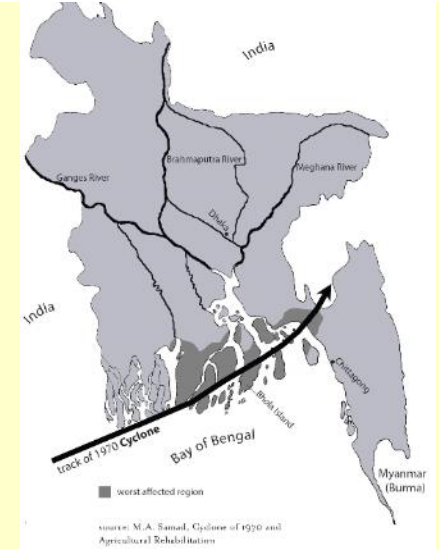 India
Brahmaputra River
Meghana River
Ganges River
Dhaka
India
Chittagong
Bhola Island
track of 1970 Cyclone
Bay of Bengal
Myanmar
(Burma)
worst affected region
source: M.A. Samad, Cyclone of 1970 and
Agricultural Rehabilitation